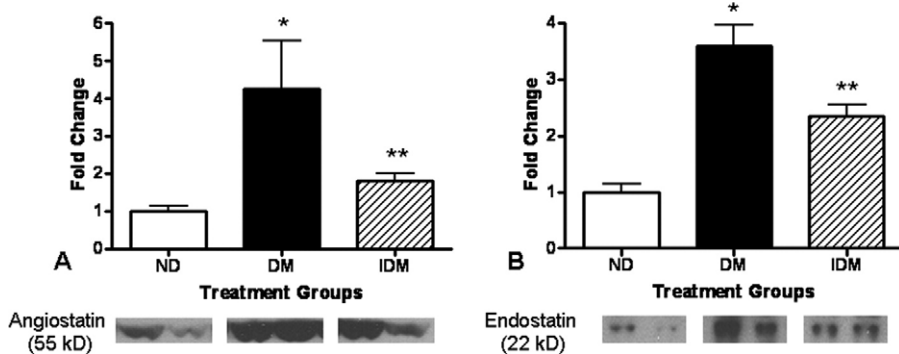 6
5
4
3
2
1
0
Fold Change
*
**
A
ND DM IDM
Treatment Groups
Angiostatin
(55 kD)
4
3
2
1
0
Fold Change
*
**
B
ND DM IDM
Treatment Groups
Endostatin
(22 kD)